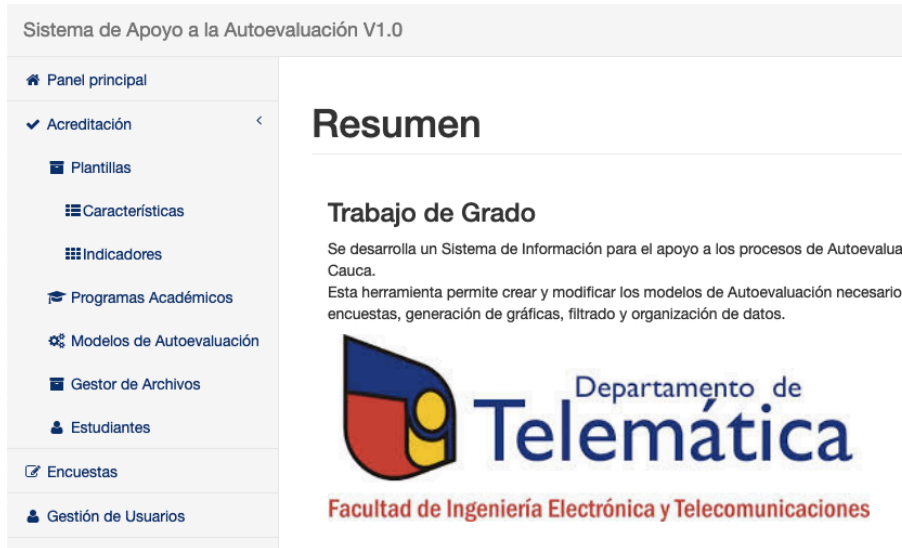 Sistema de Apoyo a la Autoevaluación V1.0
Panel principal
Acreditación
Plantillas
Características
Indicadores
Programas Académicos
Modelos de Autoevaluación
Gestor de Archivos
Estudiantes
Encuestas
Gestión de Usuarios
Resumen
Trabajo de Grado
Se desarrolla un Sistema de Información para el apoyo a los procesos de Autoevalua
Cauca.
Esta herramienta permite crear y modificar los modelos de Autoevaluación necesario
encuestas, generación de gráficas, filtrado y organización de datos.
Departamento de
Telemática
Facultad de Ingeniería Electrónica y Telecomunicaciones